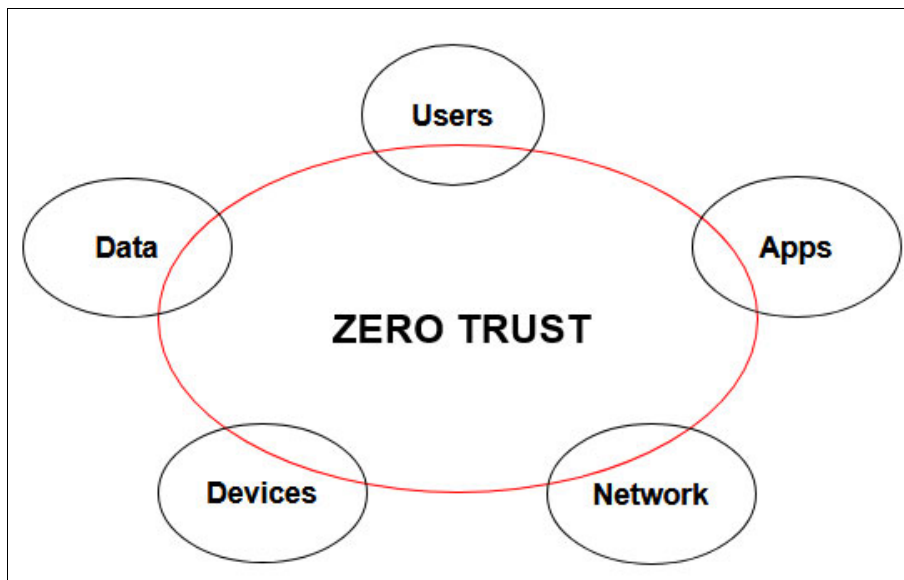 Users
Data
Apps
ZERO TRUST
Devices
Network